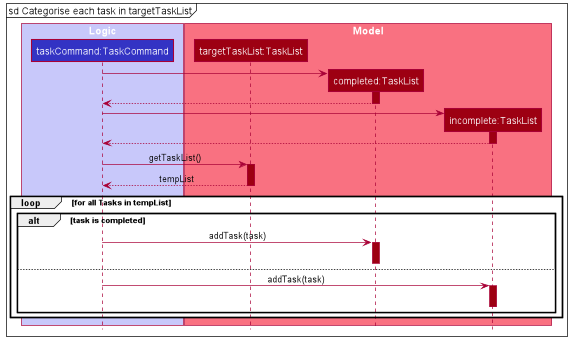 sd Categorise each task in targetTaskList
Logic
Model
taskCommand:TaskCommand
targetTaskList:TaskList
completed:TaskList
incomplete:TaskList
getTaskList()
tempList
loop [for all Tasks in tempList]
alt [task is completed]
addTask(task)
addTask(task)